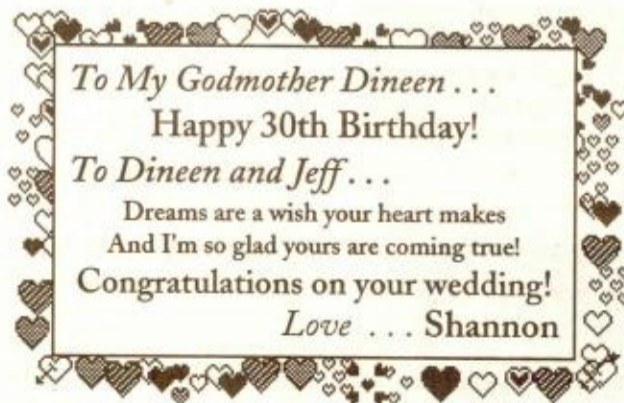 To My Godmother Dineen . . .
Happy 30th Birthday!
To Dineen and Jeff . . .
Dreams are a wish your heart makes
And I'm so glad yours are coming true!
Congratulations on your wedding!
Love . . . Shannon